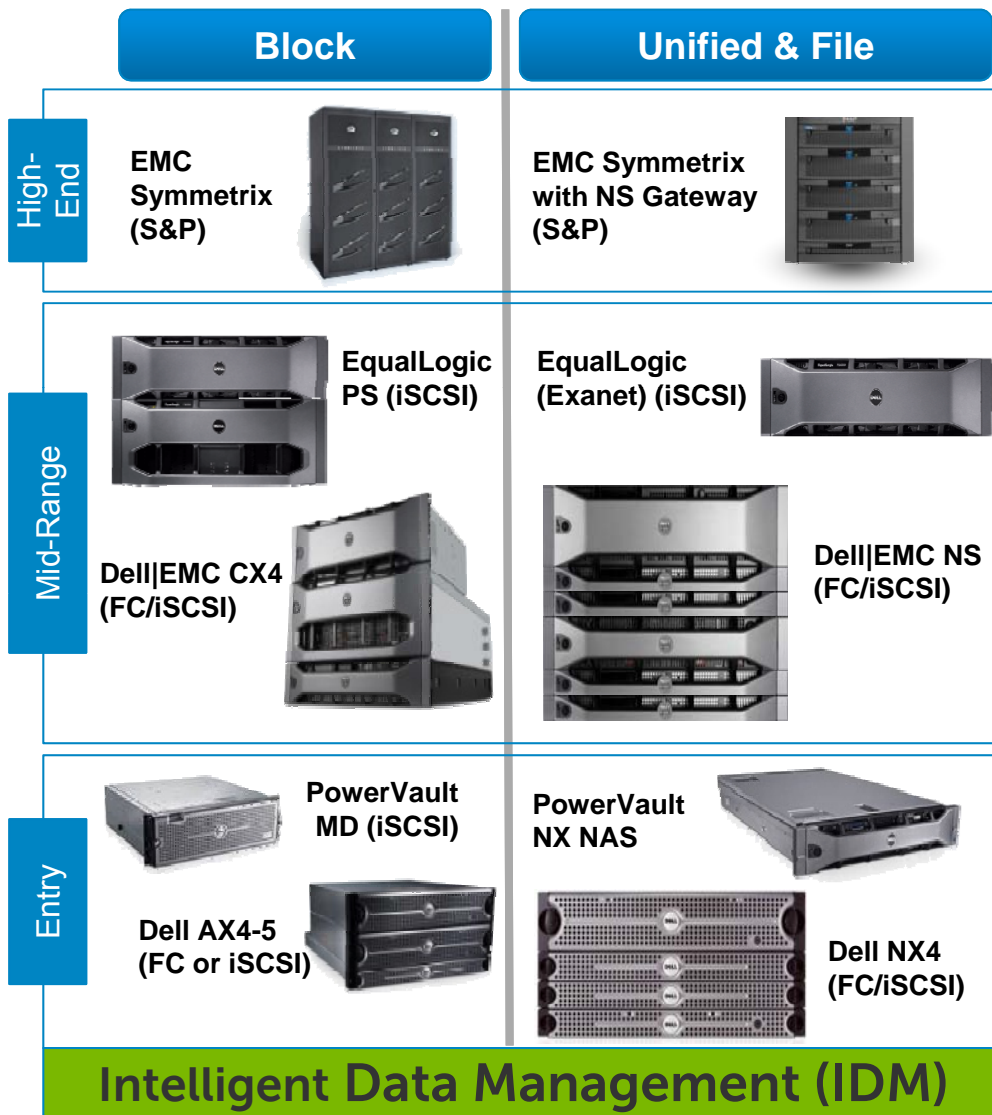 Block
Unified & File
High-
End
EMC
Symmetrix
(S&P)
EMC Symmetrix
with NS Gateway
(S&P)
Mid-Range
EqualLogic
PS (iSCSI)
EqualLogic
(Exanet) (iSCSI)
Dell|EMC CX4
(FC/iSCSI)
Dell|EMC NS
(FC/iSCSI)
Entry
PowerVault
MD (iSCSI)
PowerVault
NX NAS
Dell AX4-5
(FC or iSCSI)
Dell NX4
(FC/iSCSI)
Intelligent Data Management (IDM)